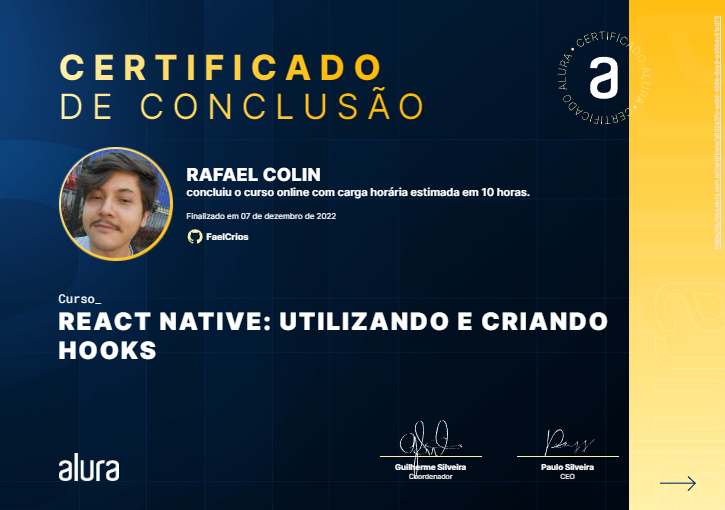 CERTIFICADO
DE CONCLUSÃO
CERTIFICADO ALURA • CERTIFICADO ALURA •
a
RAFAEL COLIN
concluiu o curso online com carga horária estimada em 10 horas.
Finalizado em 07 de dezembro de 2022
FaelCrios
Curso_
REACT NATIVE: UTILIZANDO E CRIANDO
HOOKS
alura
Guilherme Silveira
Coordenador
Paulo Silveira
CEO
alura